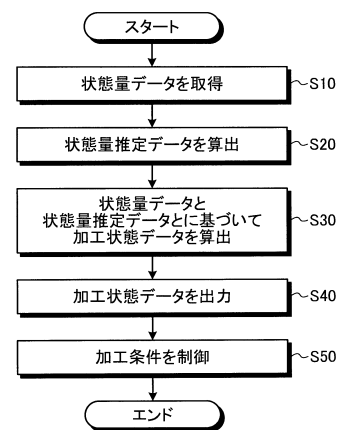 スタート
状態量データを取得
S10
状態量推定データを算出
S20
状態量データと
状態量推定データとに基づいて
加工状態データを算出
S30
加工状態データを出力
S40
加工条件を制御
S50
エンド